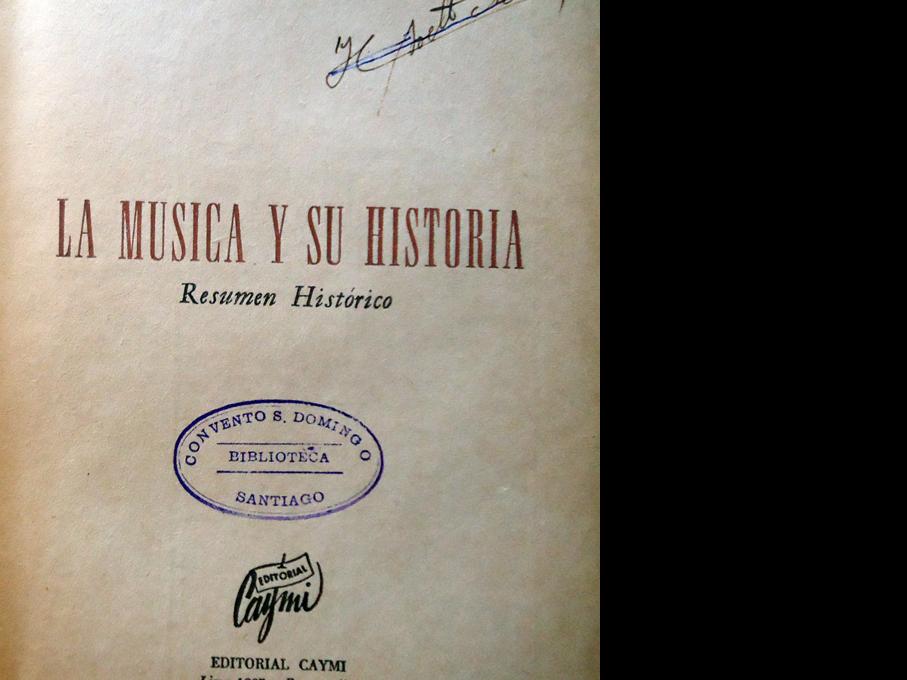 LA MUSICA Y SU HISTORIA
Resumen Histórico
CONVENTO S. DOMINGO
BIBLIOTECA
SANTIAGO
EDITORIAL
Caymi
EDITORIAL CAYMI